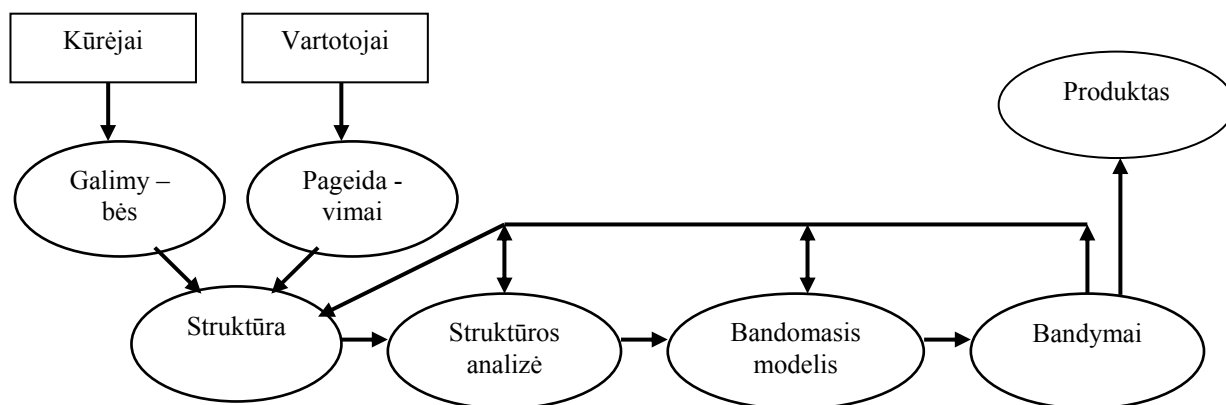 Kūrėjai
Vartotojai
Produktas
Galimy –
bės
Pageida -
vimai
Struktūra
Struktūros
analizė
Bandomasis
modelis
Bandymai